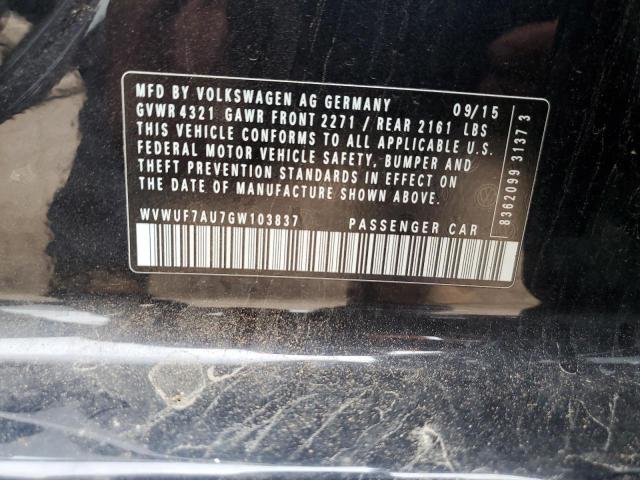 MFD BY VOLKSWAGEN AG GERMANY 09/15
GVWR 4321 GAWR FRONT 2271 / REAR 2161 LBS
THIS VEHICLE CONFORMS TO ALL APPLICABLE U.S.
FEDERAL MOTOR VEHICLE SAFETY, BUMPER AND
THEFT PREVENTION STANDARDS IN EFFECT ON
THE DATE OF MANUFACTURE SHOWN ABOVE.
WVWUF7AU7GW103837 PASSENGER CAR
8362099 3137 3